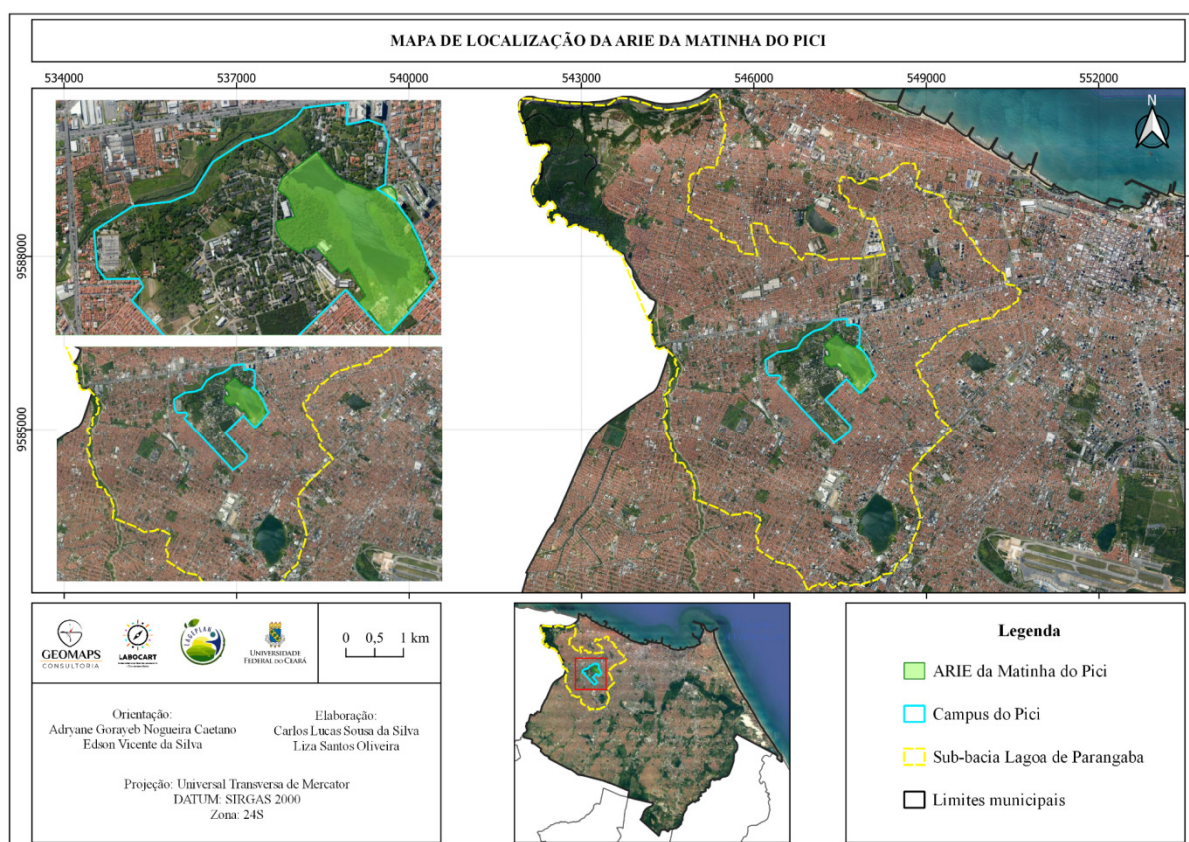 MAPA DE LOCALIZAÇÃO DA ARIE DA MATINHA DO PICI
534000 537000 540000 543000 546000 549000 552000
N
9588000
9585000
GEOMAPS
CONSULTORIA
LABOCART
LAGEPLAN
UNIVERSIDADE
FEDERAL DO CEARÁ
0 0,5 1 km
Orientação:
Adryane Gorayeb Nogueira Caetano
Edson Vicente da Silva
Elaboração:
Carlos Lucas Sousa da Silva
Liza Santos Oliveira
Projeção: Universal Transversa de Mercator
DATUM: SIRGAS 2000
Zona: 24S
Legenda
ARIE da Matinha do Pici
Campus do Pici
Sub-bacia Lagoa de Parangaba
Limites municipais